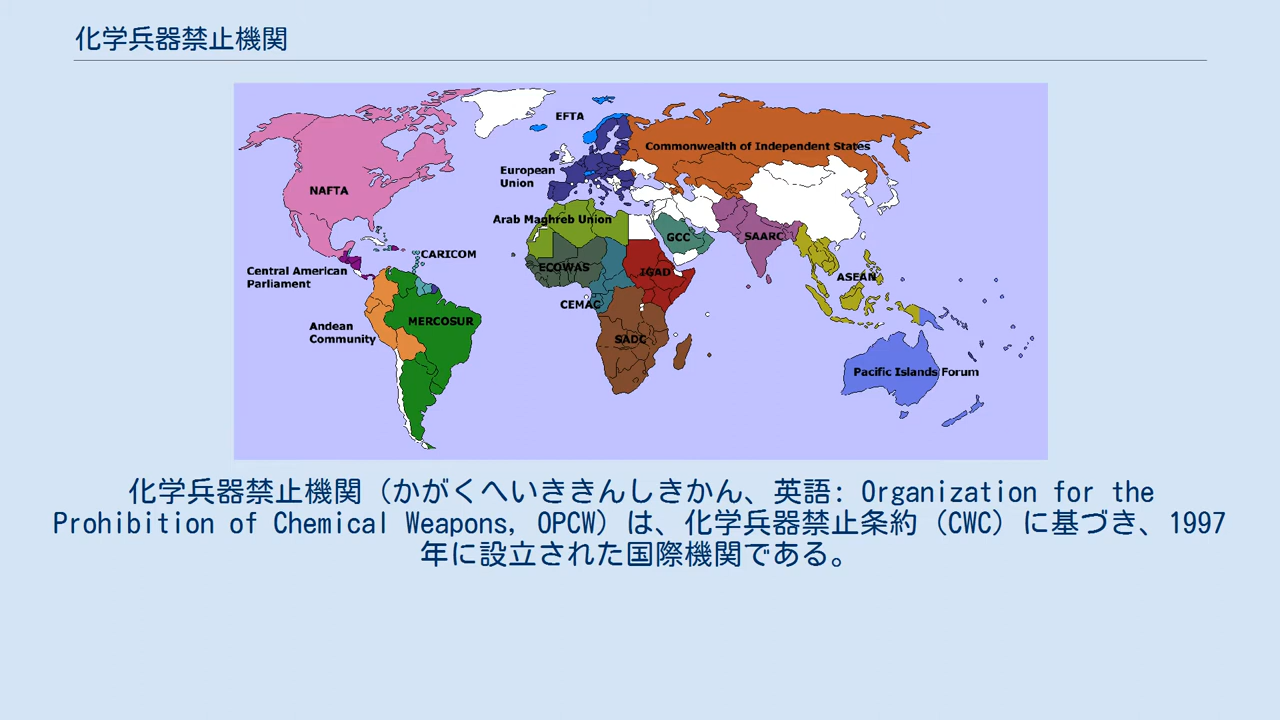 化学兵器禁止機関
EFTA
Commonwealth of Independent States
European
Union
NAFTA
Arab Maghreb Union
GCC
SAARC
CARICOM
Central American
Parliament
ECOWAS
IGAD
ASEAN
CEMAC
MERCOSUR
Andean
Community
SADC
Pacific Islands Forum
化学兵器禁止機関（かがくへいききんしきかん、英語: Organization for the
Prohibition of Chemical Weapons, OPCW）は、化学兵器禁止条約（CWC）に基づき、1997
年に設立された国際機関である。